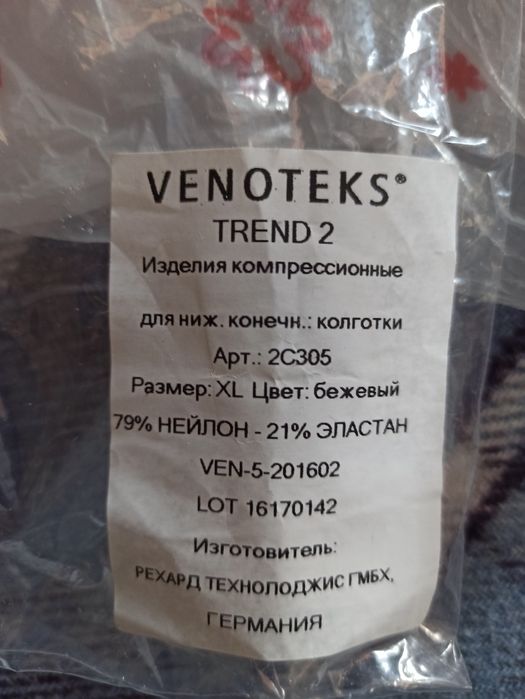 VENOTEKS®
TREND 2
Изделия компрессионные
для ниж. конечн.: колготки
Арт.: 2C305
Размер: XL Цвет: бежевый
79% НЕЙЛОН - 21% ЭЛАСТАН
VEN-5-201602
LOT 16170142
Изготовитель:
РЕХАРД ТЕХНОЛОДЖИС ГМБХ,
ГЕРМАНИЯ